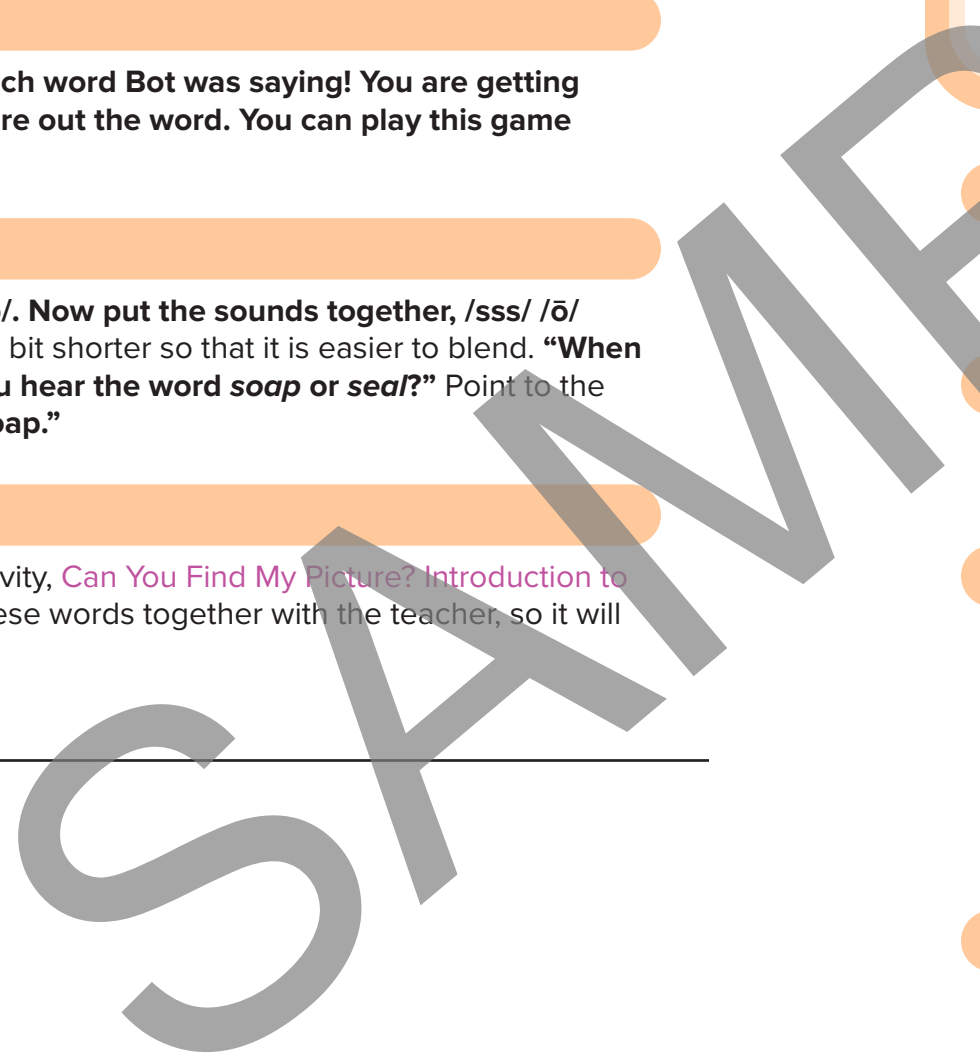 ch word Bot was saying! You are getting
re out the word. You can play this game
/. Now put the sounds together, /sss/ /ō/
bit shorter so that it is easier to blend. “When
u hear the word soap or seal?” Point to the
oap.”
vity, Can You Find My Picture? Introduction to
ese words together with the teacher, so it will
SAMP